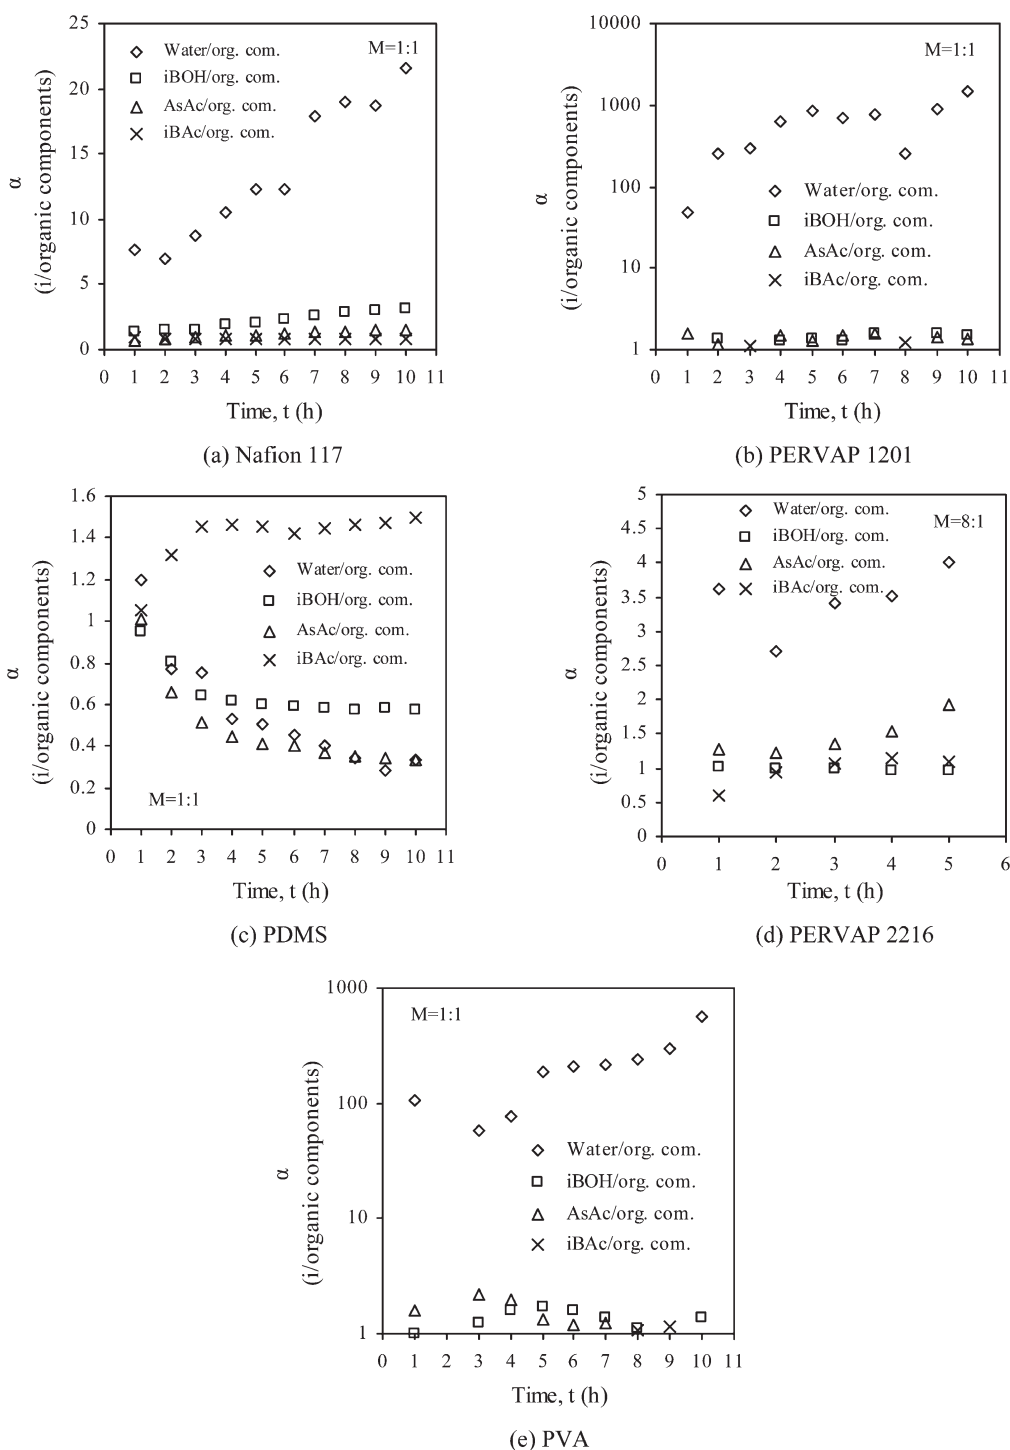 25
20
15
10
5
0
α
(i/organic components)
Water/org. com.
iBOH/org. com.
AsAc/org. com.
iBAc/org. com.
M=1:1
0 1 2 3 4 5 6 7 8 9 10 11
Time, t (h)
(a) Nafion 117
10000
1000
100
10
1
α
(i/organic components)
M=1:1
Water/org. com.
iBOH/org. com.
AsAc/org. com.
iBAc/org. com.
0 1 2 3 4 5 6 7 8 9 10 11
Time, t (h)
(b) PERVAP 1201
1.6
1.4
1.2
1
0.8
0.6
0.4
0.2
0
α
(i/organic components)
Water/org. com.
iBOH/org. com.
AsAc/org. com.
iBAc/org. com.
M=1:1
0 1 2 3 4 5 6 7 8 9 10 11
Time, t (h)
(c) PDMS
5
4.5
4
3.5
3
2.5
2
1.5
1
0.5
0
α
(i/organic components)
Water/org. com.
iBOH/org. com.
AsAc/org. com.
iBAc/org. com.
M=8:1
0 1 2 3 4 5 6
Time, t (h)
(d) PERVAP 2216
1000
100
10
1
α
(i/organic components)
M=1:1
Water/org. com.
iBOH/org. com.
AsAc/org. com.
iBAc/org. com.
0 1 2 3 4 5 6 7 8 9 10 11
Time, t (h)
(e) PVA